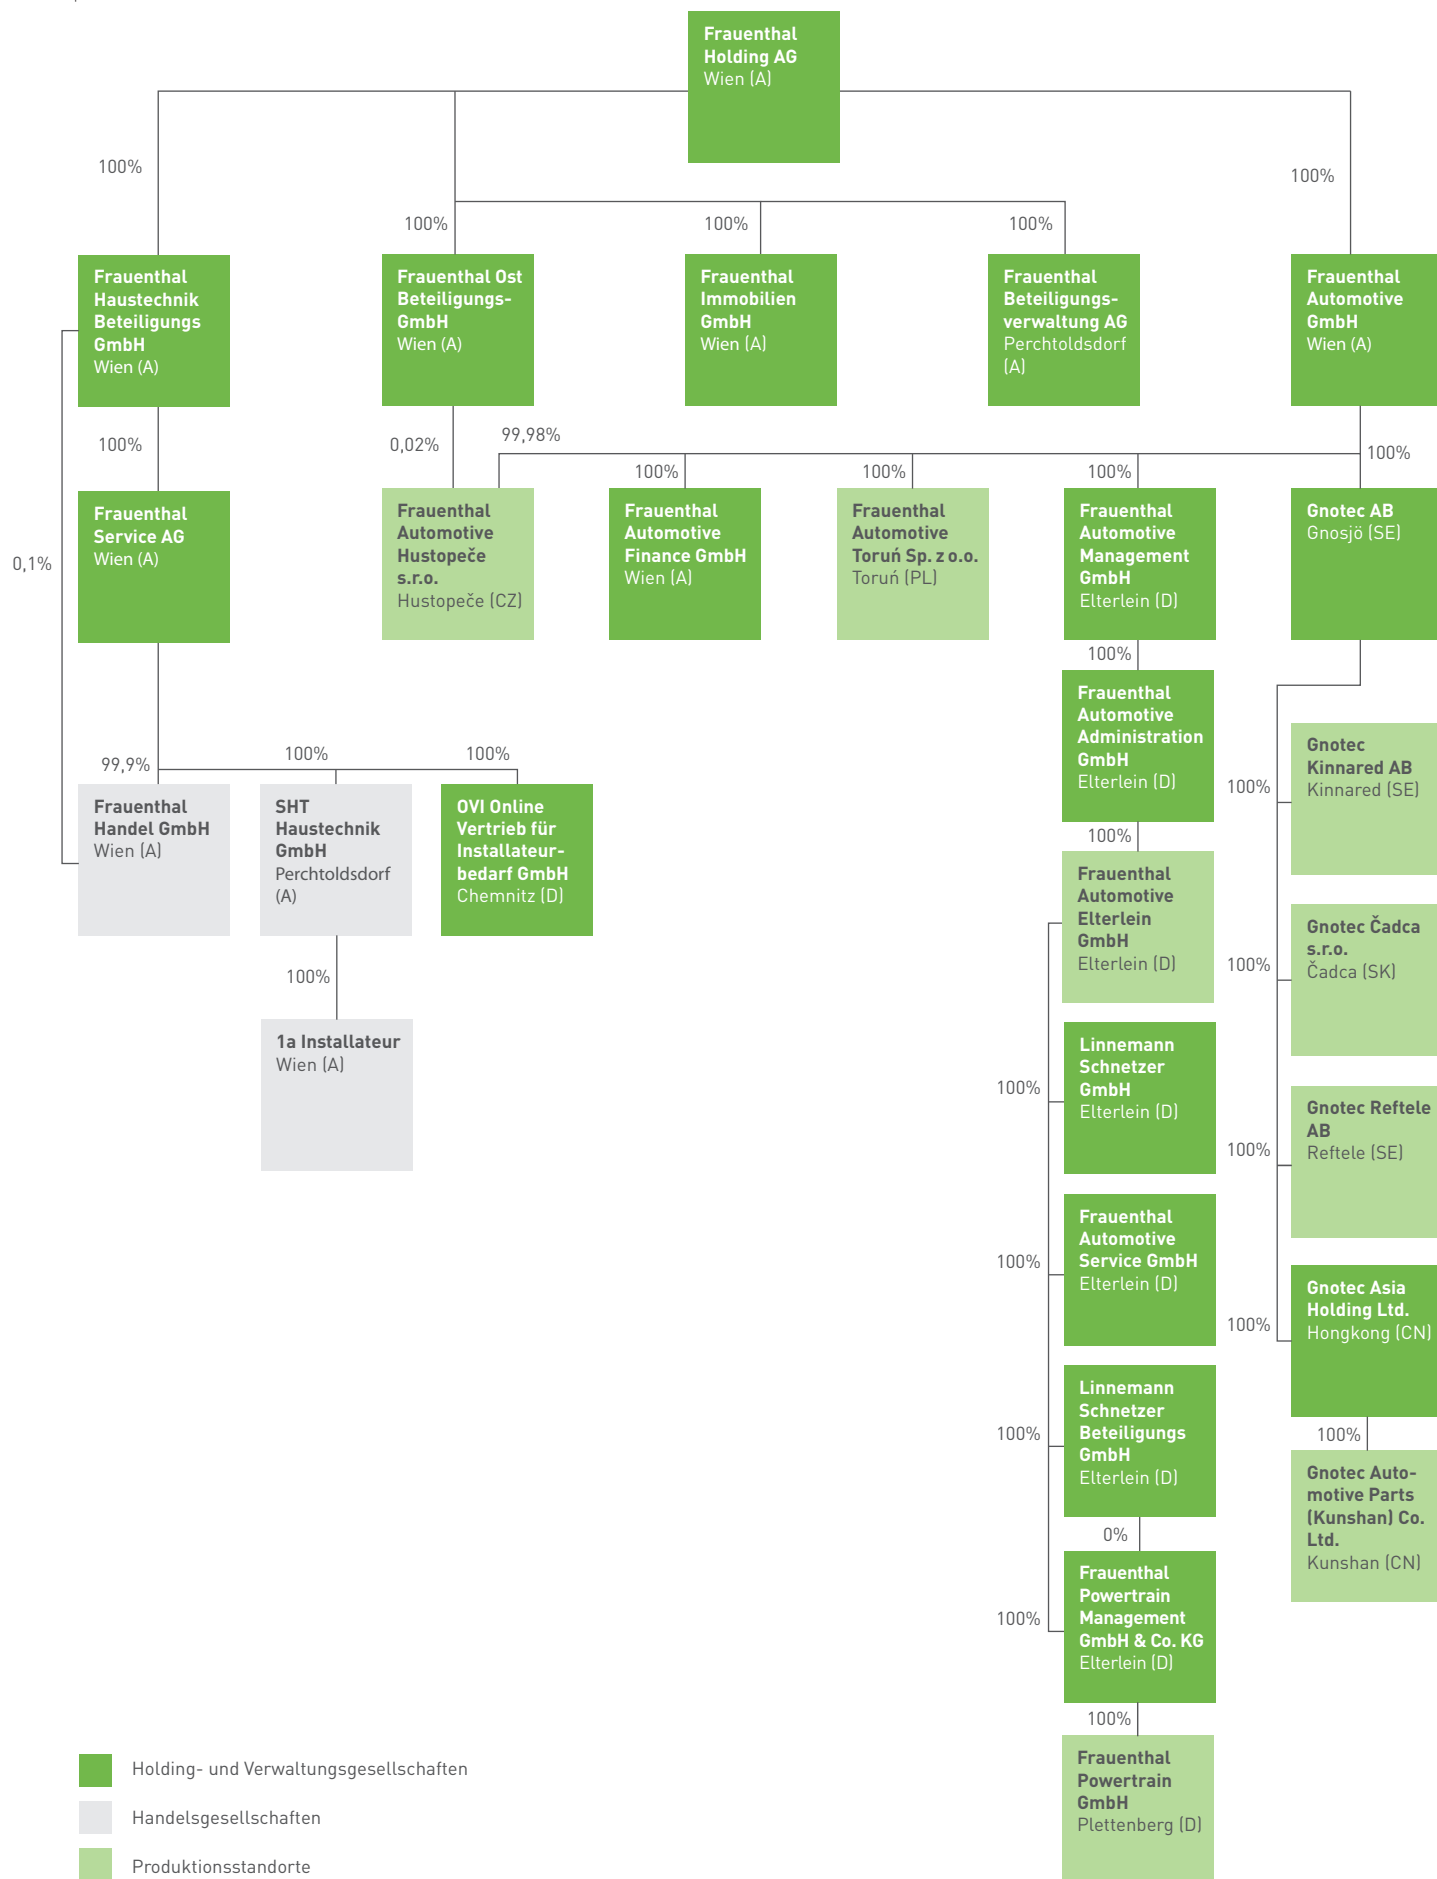 Frauenthal
Holding AG
Wien (A)
100%
100%
100%
100%
100%
Frauenthal
Haustechnik
Beteiligungs
GmbH
Wien (A)
Frauenthal Ost
Beteiligungs-
GmbH
Wien (A)
Frauenthal
Immobilien
GmbH
Wien (A)
Frauenthal
Beteiligungs-
verwaltung AG
Perchtoldsdorf
(A)
Frauenthal
Automotive
GmbH
Wien (A)
100%
0,02%
99,98%
100%
100%
100%
100%
Frauenthal
Service AG
Wien (A)
Frauenthal
Automotive
Hustopeče
s.r.o.
Hustopeče (CZ)
Frauenthal
Automotive
Finance GmbH
Wien (A)
Frauenthal
Automotive
Toruń Sp. z o.o.
Toruń (PL)
Frauenthal
Automotive
Management
GmbH
Elterlein (D)
Gnotec AB
Gnosjö (SE)
0,1%
100%
Frauenthal
Automotive
Administration
GmbH
Elterlein (D)
99,9%
100%
100%
Frauenthal
Handel GmbH
Wien (A)
SHT
Haustechnik
GmbH
Perchtoldsdorf
(A)
OVI Online
Vertrieb für
Installateur-
bedarf GmbH
Chemnitz (D)
100%
1a Installateur
Wien (A)
100%
Frauenthal
Automotive
Elterlein
GmbH
Elterlein (D)
100%
Linnemann
Schnetzer
GmbH
Elterlein (D)
100%
Frauenthal
Automotive
Service GmbH
Elterlein (D)
100%
Linnemann
Schnetzer
Beteiligungs
GmbH
Elterlein (D)
0%
100%
Frauenthal
Powertrain
Management
GmbH & Co. KG
Elterlein (D)
100%
Frauenthal
Powertrain
GmbH
Plettenberg (D)
100%
Gnotec
Kinnared AB
Kinnared (SE)
100%
Gnotec Čadca
s.r.o.
Čadca (SK)
100%
Gnotec Reftele
AB
Reftele (SE)
100%
Gnotec Asia
Holding Ltd.
Hongkong (CN)
100%
Gnotec Auto-
motive Parts
(Kunshan) Co.
Ltd.
Kunshan (CN)
Holding- und Verwaltungsgesellschaften
Handelsgesellschaften
Produktionsstandorte